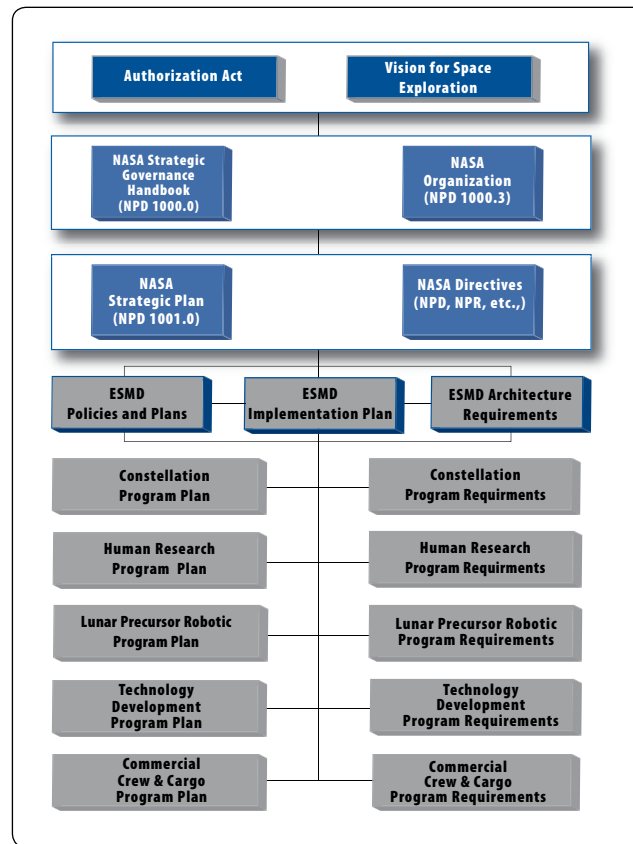 Authorization Act
Vision for Space
Exploration
NASA Strategic
Governance
Handbook
(NPD 1000.0)
NASA
Organization
(NPD 1000.3)
NASA
Strategic Plan
(NPD 1001.0)
NASA Directives
(NPD, NPR, etc.,)
ESMD
Policies and Plans
ESMD
Implementation Plan
ESMD Architecture
Requirements
Constellation
Program Plan
Constellation
Program Requirments
Human Research
Program Plan
Human Research
Program Requirments
Lunar Precursor Robotic
Program Plan
Lunar Precursor Robotic
Program Requirements
Technology
Development
Program Plan
Technology
Development
Program Requirements
Commercial
Crew & Cargo
Program Plan
Commercial
Crew & Cargo
Program Requirements